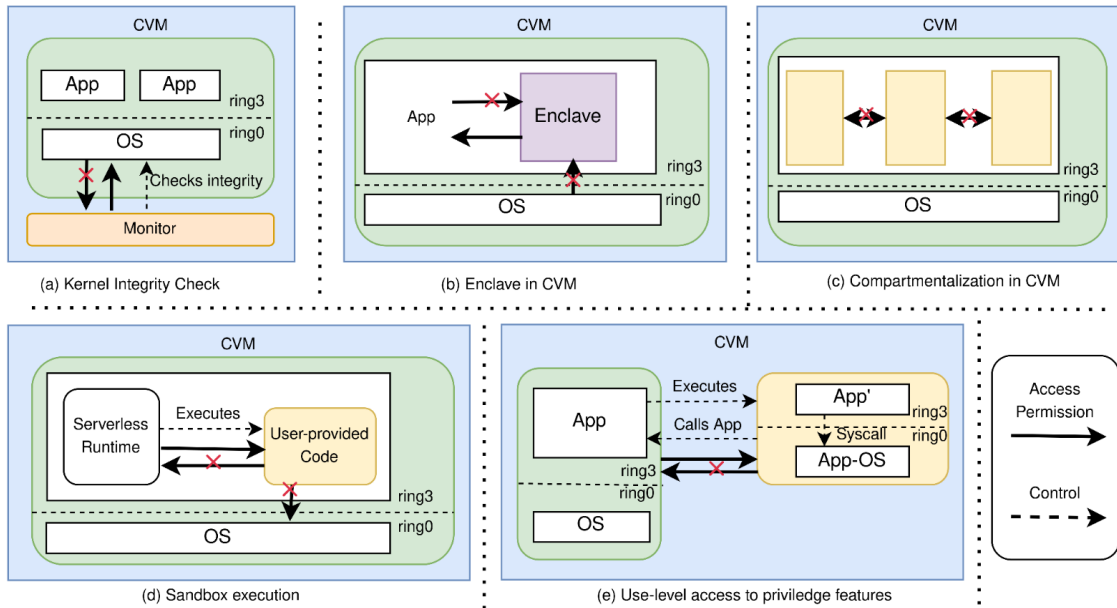 CVM
App
App
ring3
ring0
OS
Checks integrity
Monitor
(a) Kernel Integrity Check
CVM
App
Enclave
ring3
ring0
OS
(b) Enclave in CVM
CVM
ring3
ring0
OS
(c) Compartmentalization in CVM
CVM
Serverless
Runtime
Executes
User-provided
Code
ring3
ring0
OS
(d) Sandbox execution
CVM
App
Executes
Calls App
App'
ring3
ring0
Syscall
App-OS
ring3
ring0
OS
(e) Use-level access to priviledge features
Access
Permission
Control